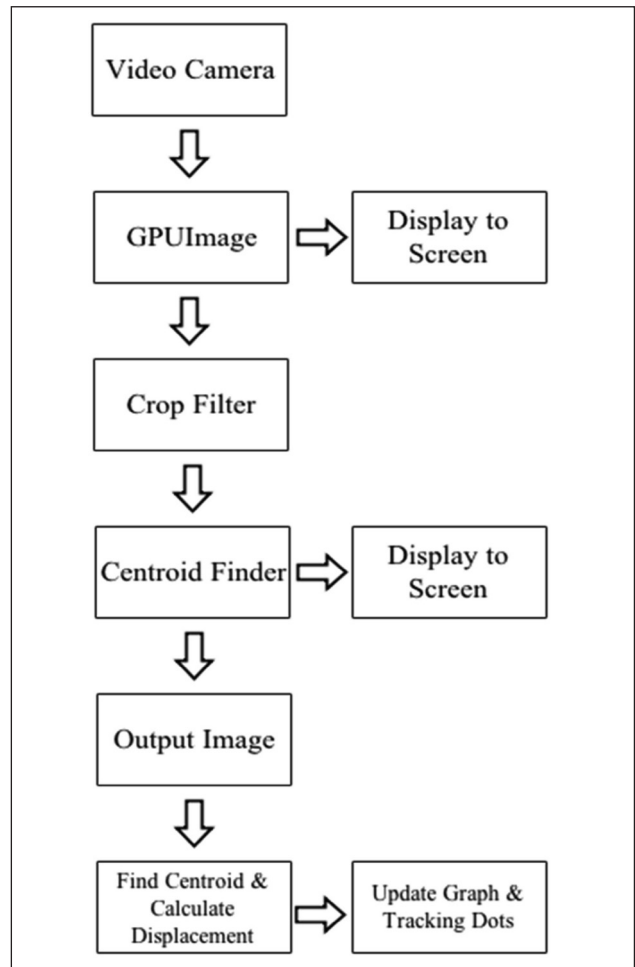 Video Camera
GPUImage
Display to
Screen
Crop Filter
Centroid Finder
Display to
Screen
Output Image
Find Centroid &
Calculate
Displacement
Update Graph &
Tracking Dots